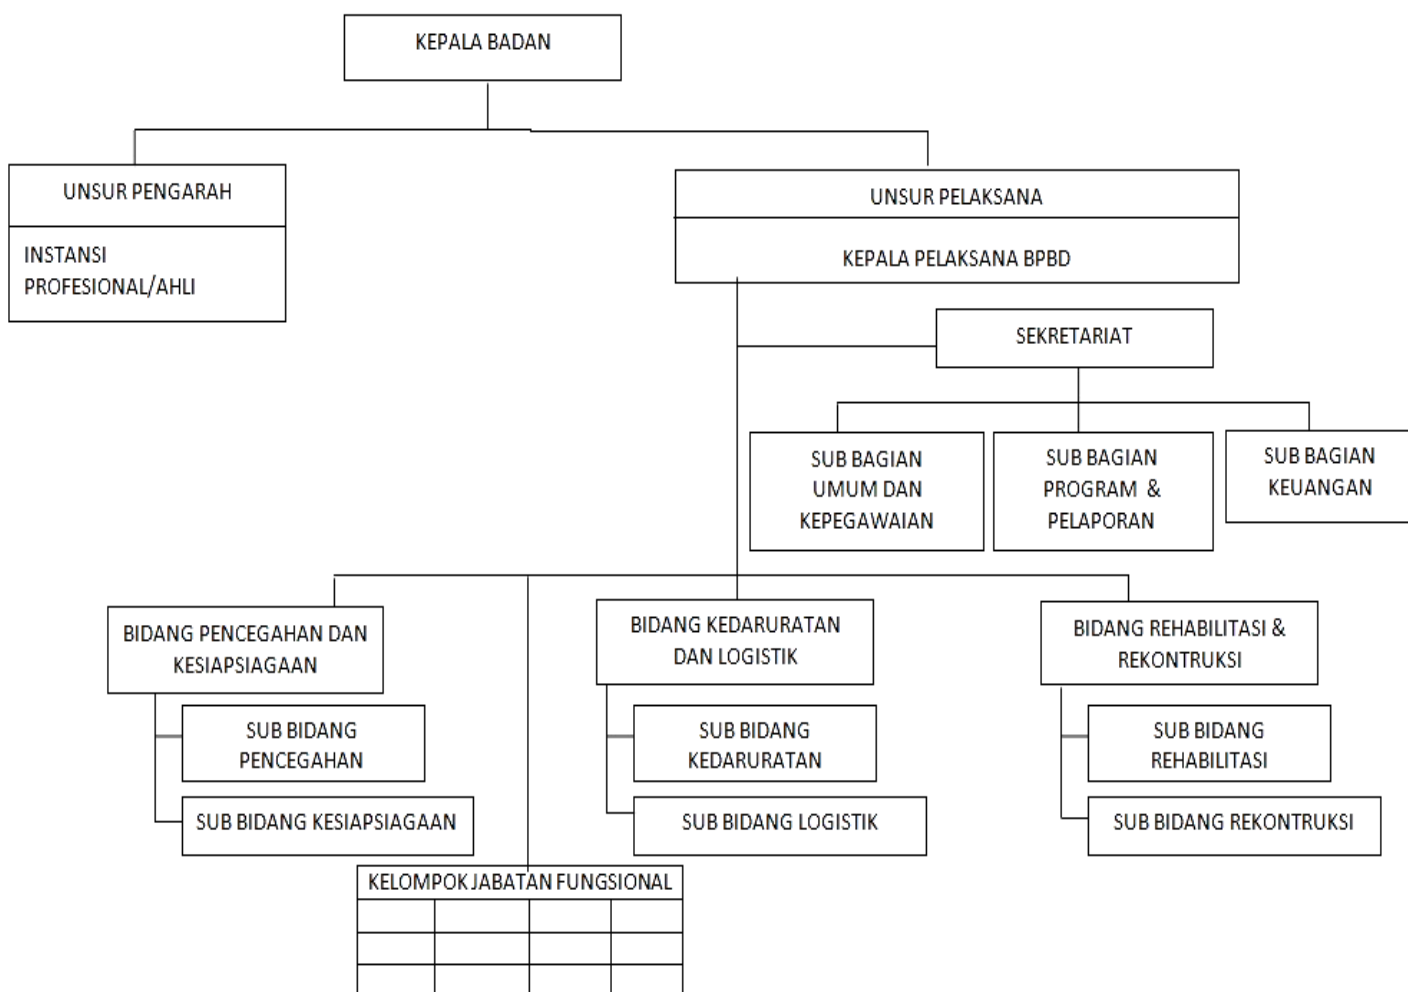 KEPALA BADAN
UNSUR PENGARAH
INSTANSI
PROFESIONAL/AHLI
UNSUR PELAKSANA
KEPALA PELAKSANA BPBD
SEKRETARIAT
SUB BAGIAN
UMUM DAN
KEPEGAWAIAN
SUB BAGIAN
PROGRAM &
PELAPORAN
SUB BAGIAN
KEUANGAN
BIDANG PENCEGAHAN DAN
KESIAPSIAGAAN
SUB BIDANG
PENCEGAHAN
SUB BIDANG KESIAPSIAGAAN
BIDANG KEDARURATAN
DAN LOGISTIK
SUB BIDANG
KEDARURATAN
SUB BIDANG LOGISTIK
BIDANG REHABILITASI &
REKONTRUKSI
SUB BIDANG
REHABILITASI
SUB BIDANG REKONTRUKSI
KELOMPOK JABATAN FUNGSIONAL